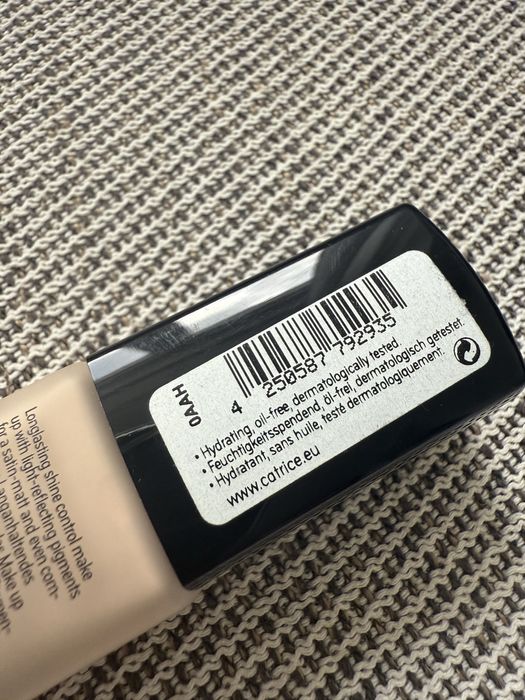 0AAH
4 250587 792935
• Hydrating, oil-free, dermatologically tested
• Feuchtigkeitsspendend, öl-frei, dermatologisch getestet.
• Hydratant, sans huile, testé dermatologiquement.
www.catrice.eu
Longlasting shine control make
up with light-reflecting pigments
for a satin-matt and even com-
Make up